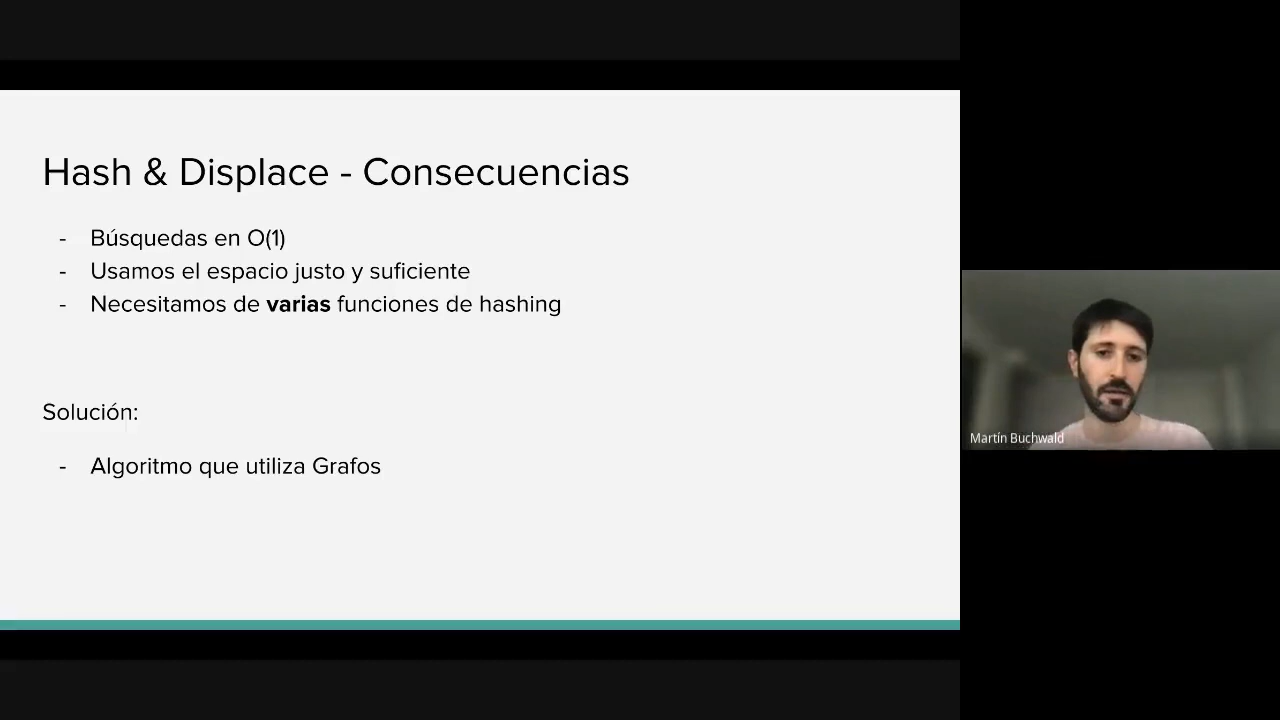 Hash & Displace - Consecuencias
- Búsquedas en O(1)
- Usamos el espacio justo y suficiente
- Necesitamos de varias funciones de hashing
Solución:
- Algoritmo que utiliza Grafos
Martín Buchwald